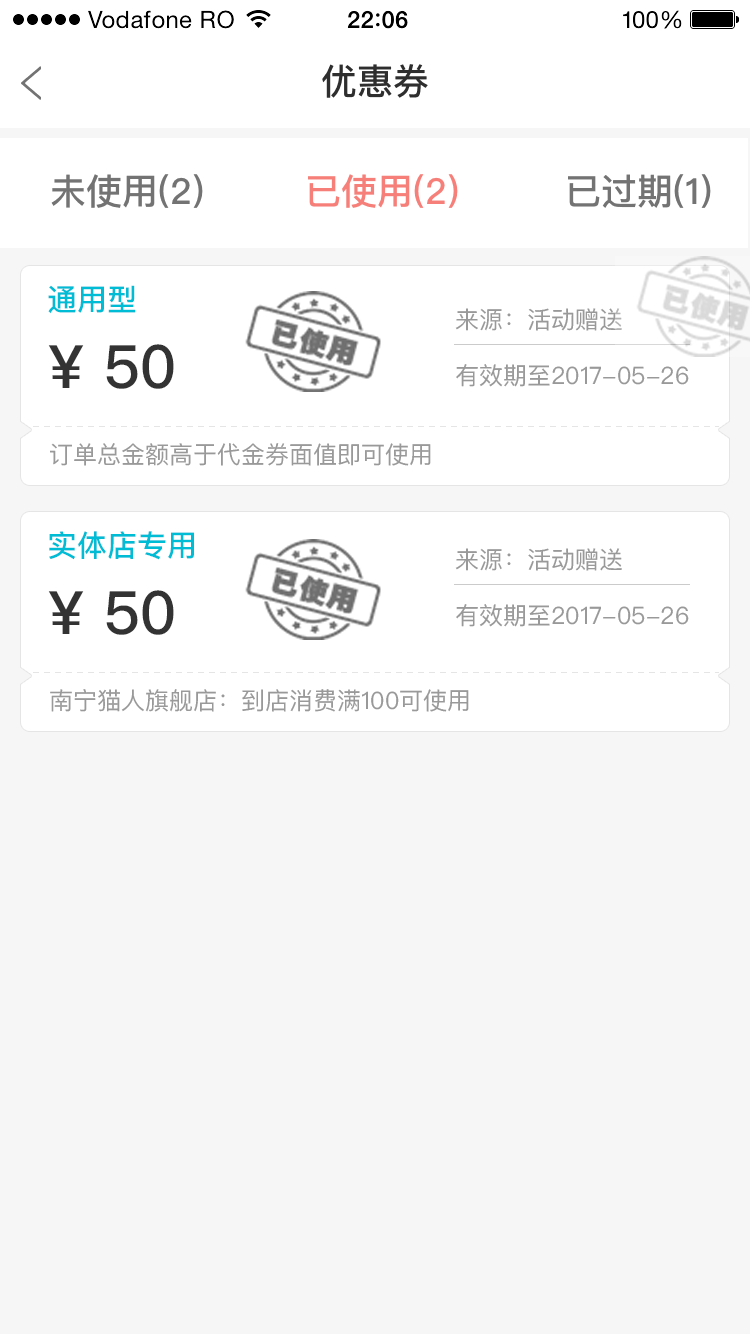 Vodafone RO 22:06 100%
优惠券
未使用(2) 已使用(2) 已过期(1)
通用型
¥ 50
已使用
来源：活动赠送
有效期至2017-05-26
已使用
订单总金额高于代金券面值即可使用
实体店专用
¥ 50
已使用
来源：活动赠送
有效期至2017-05-26
南宁猫人旗舰店：到店消费满100可使用